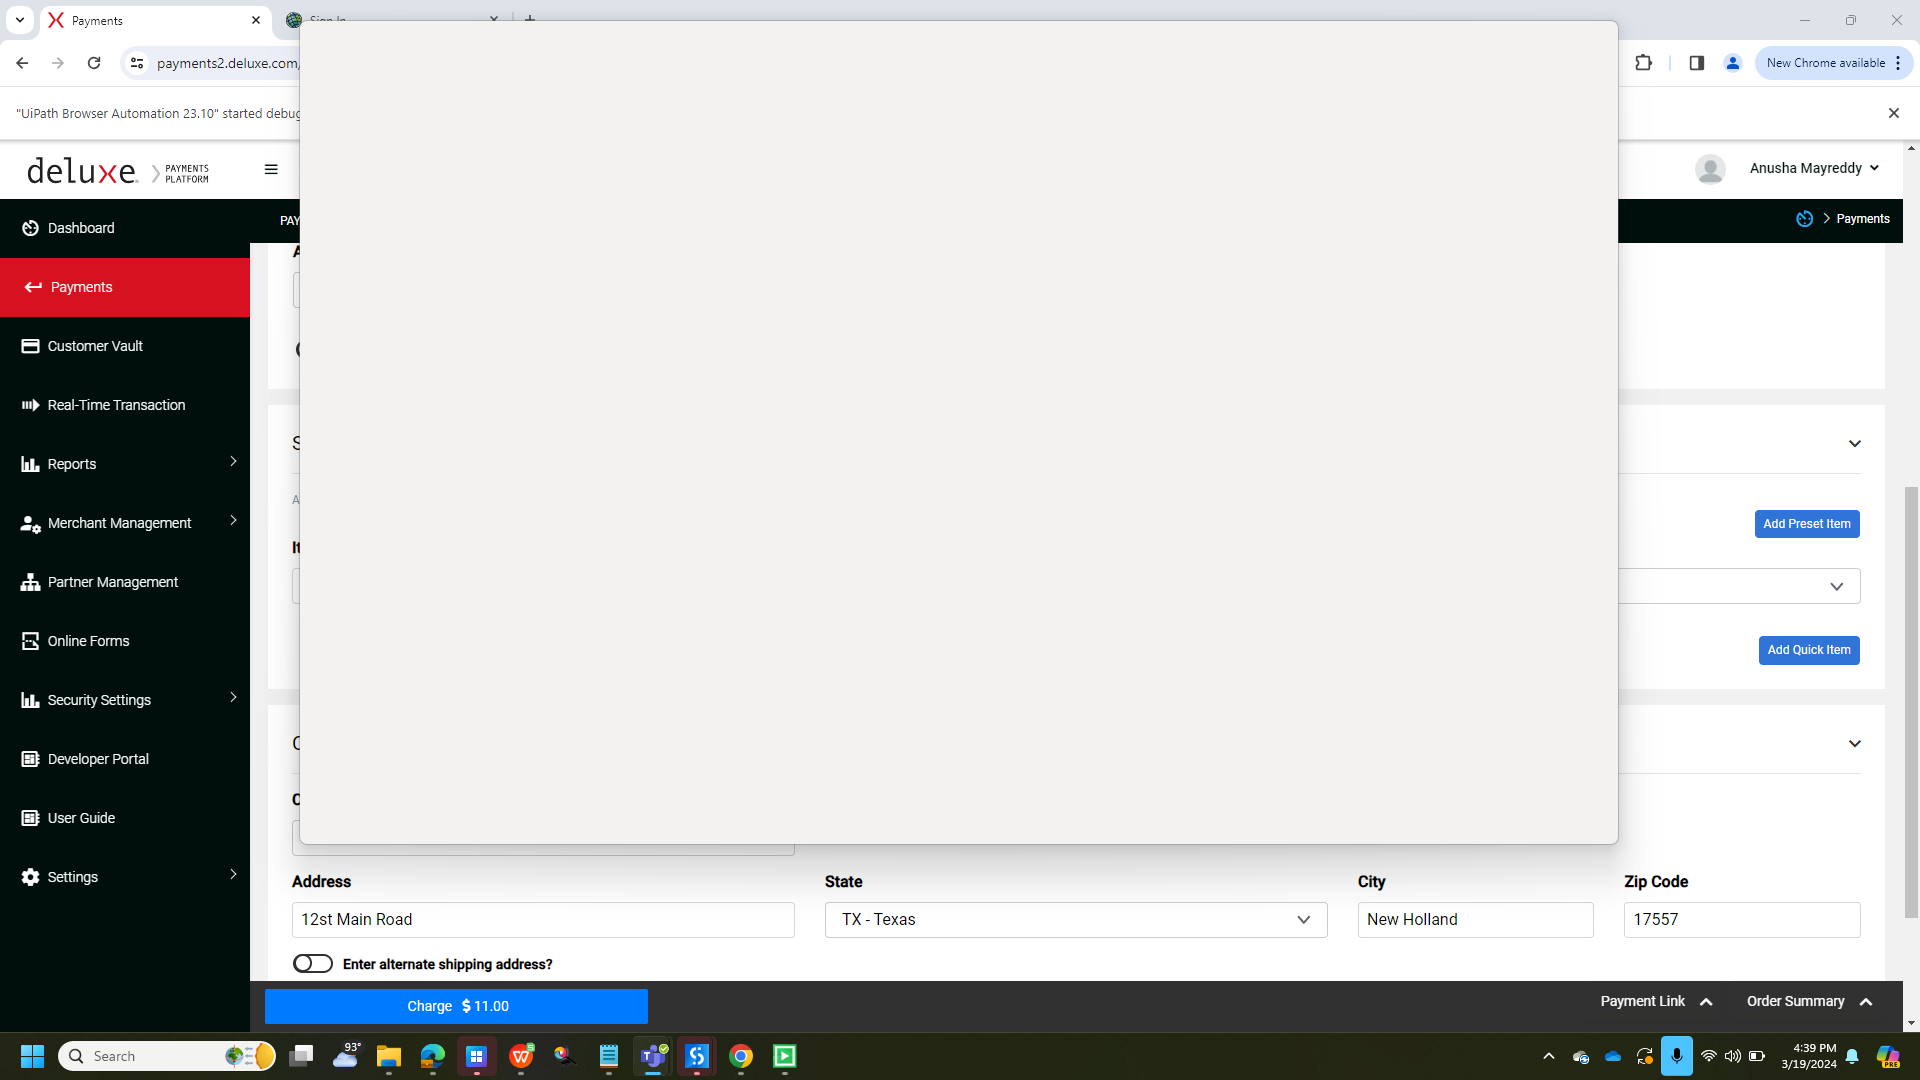 Payments
Sign In
payments2.deluxe.com/
New Chrome available
"UiPath Browser Automation 23.10" started debug
deluxe. PAYMENTS PLATFORM
Anusha Mayreddy
PAY
Payments
Dashboard
Payments
Customer Vault
Real-Time Transaction
Reports
Merchant Management
Partner Management
Online Forms
Security Settings
Developer Portal
User Guide
Settings
Add Preset Item
Add Quick Item
Address
State
City
Zip Code
12st Main Road
TX - Texas
New Holland
17557
Enter alternate shipping address?
Charge $ 11.00
Payment Link
Order Summary
Search
93°
4:39 PM
3/19/2024
PRE